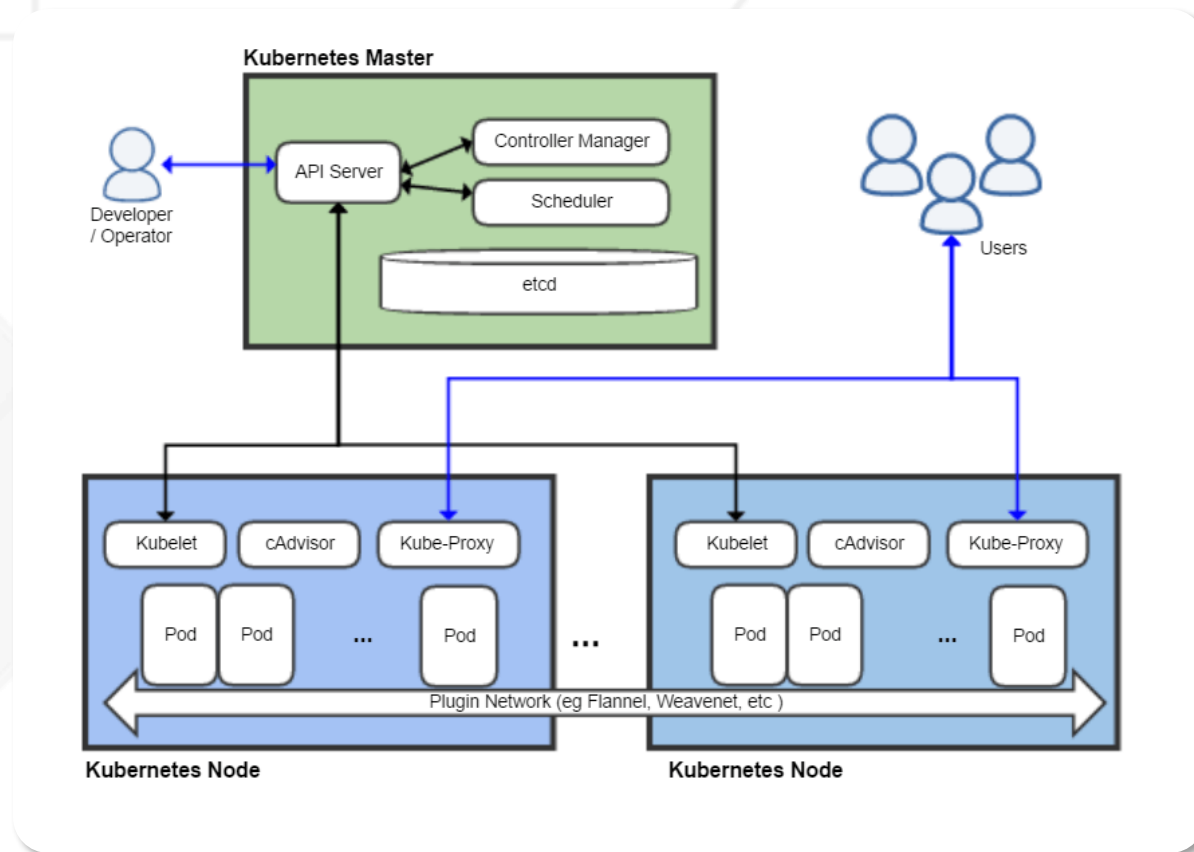 Kubernetes Master
API Server
Controller Manager
Scheduler
etcd
Developer
/ Operator
Users
Kubelet
cAdvisor
Kube-Proxy
Pod
Pod
...
Pod
...
Kubelet
cAdvisor
Kube-Proxy
Pod
Pod
...
Pod
Plugin Network (eg Flannel, Weavenet, etc )
Kubernetes Node
Kubernetes Node